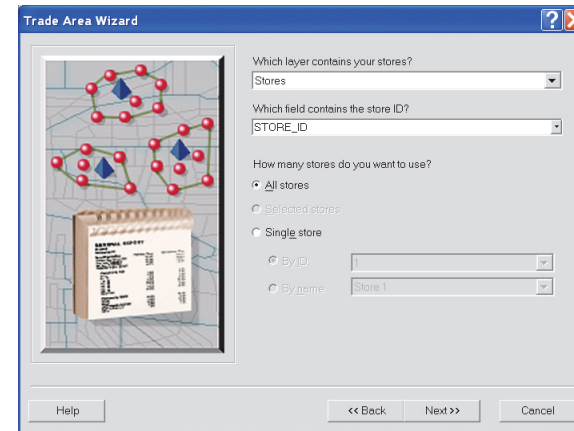 Trade Area Wizard
Which layer contains your stores?
Stores
Which field contains the store ID?
STORE_ID
How many stores do you want to use?
All stores
Selected stores
Single store
By ID
1
By name
Store 1
Help
<< Back
Next >>
Cancel